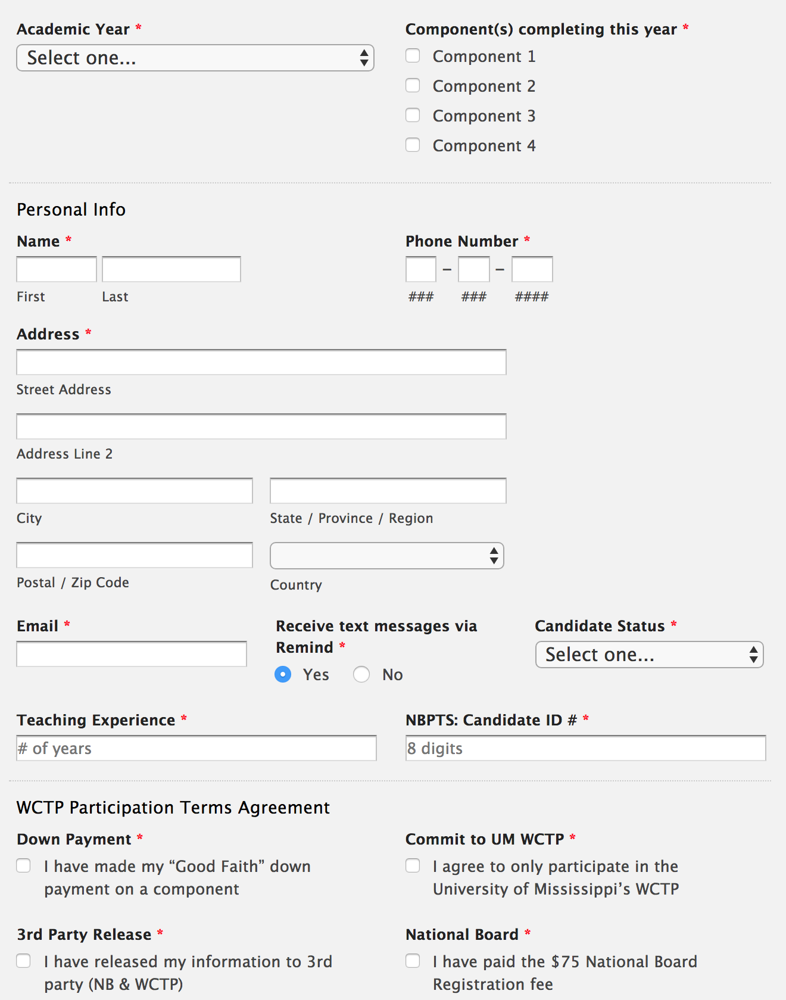 Academic Year *
Select one...
Component(s) completing this year *
Component 1
Component 2
Component 3
Component 4
Personal Info
Name *
First Last
Phone Number *
– –
### ### ####
Address *
Street Address
Address Line 2
City
State / Province / Region
Postal / Zip Code
Country
Email *
Receive text messages via
Remind *
Yes No
Candidate Status *
Select one...
Teaching Experience *
# of years
NBPTS: Candidate ID # *
8 digits
WCTP Participation Terms Agreement
Down Payment *
I have made my “Good Faith” down
payment on a component
Commit to UM WCTP *
I agree to only participate in the
University of Mississippi’s WCTP
3rd Party Release *
I have released my information to 3rd
party (NB & WCTP)
National Board *
I have paid the $75 National Board
Registration fee